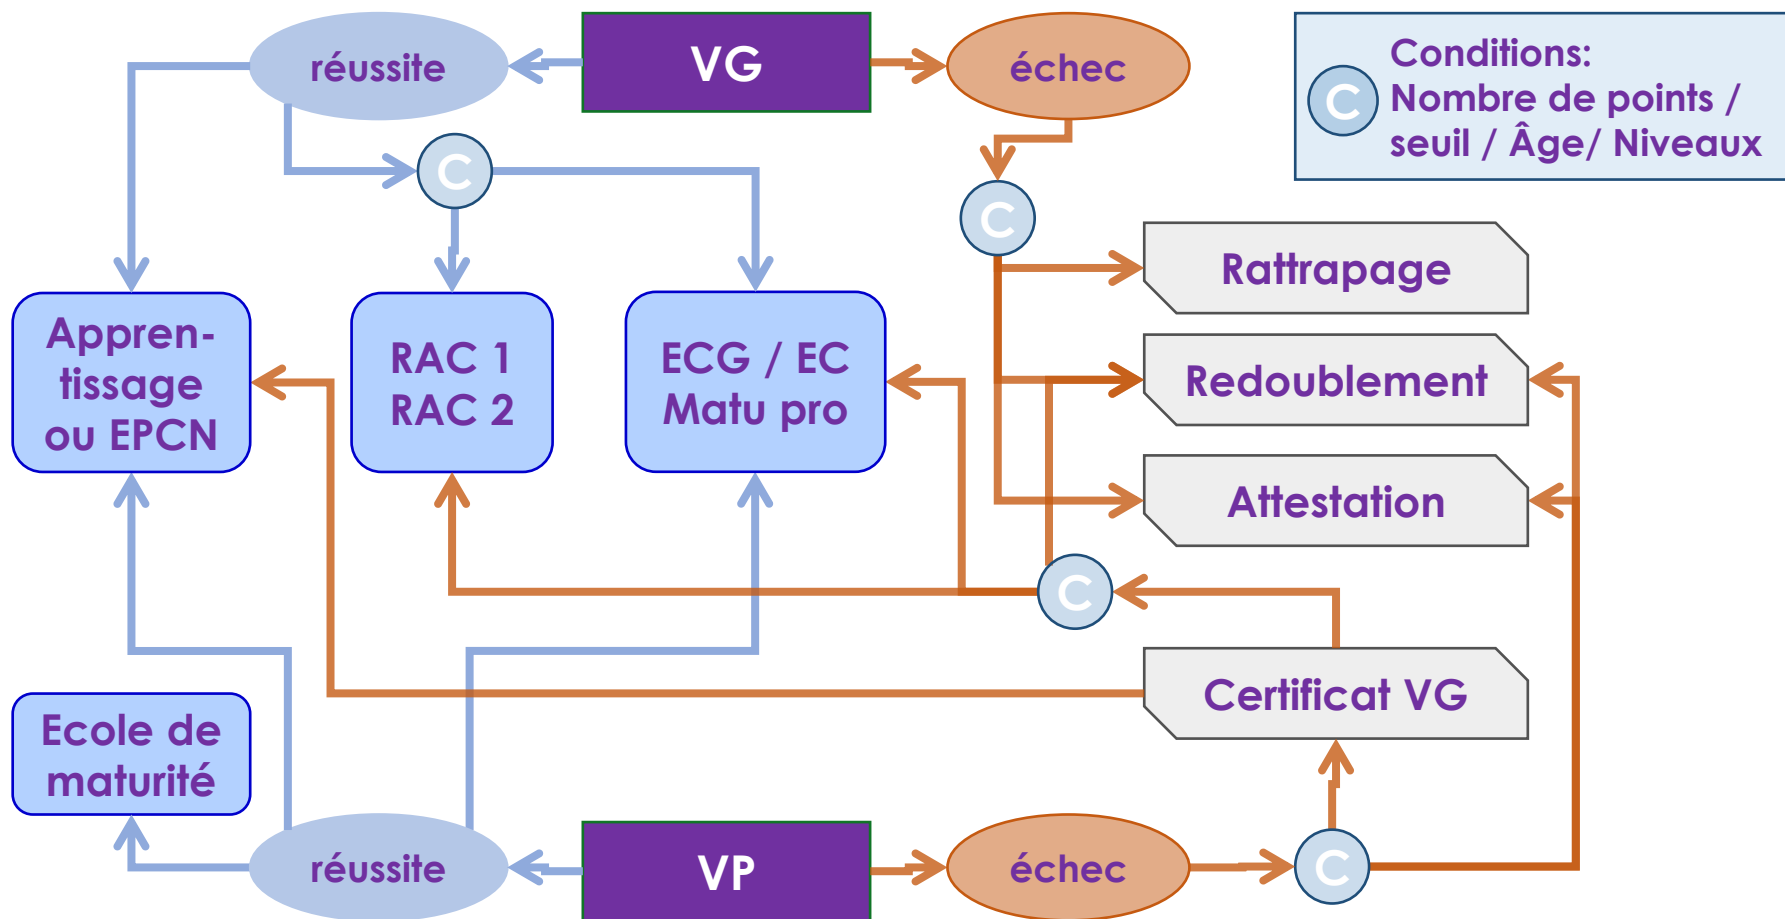 réussite
VG
échec
Conditions:
C
Nombre de points /
seuil / Âge/ Niveaux
C
C
Rattrapage
Appren-
tissage
ou EPCN
RAC 1
RAC 2
ECG / EC
Matu pro
Redoublement
Attestation
C
Certificat VG
Ecole de
maturité
réussite
VP
échec
C